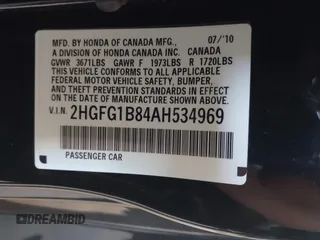 MFD. BY HONDA OF CANADA MFG., 07/'10
A DIVISION OF HONDA CANADA INC. CANADA
GVWR 3671LBS GAWR F 1973LBS R 1720LBS
THIS VEHICLE CONFORMS TO ALL APPLICABLE
FEDERAL MOTOR VEHICLE SAFETY, BUMPER,
AND THEFT PREVENTION STANDARDS IN EFFECT
ON THE DATE OF MANUFACTURE SHOWN ABOVE.
V.I.N. 2HGFG1B84AH534969
PASSENGER CAR
DREAMBID